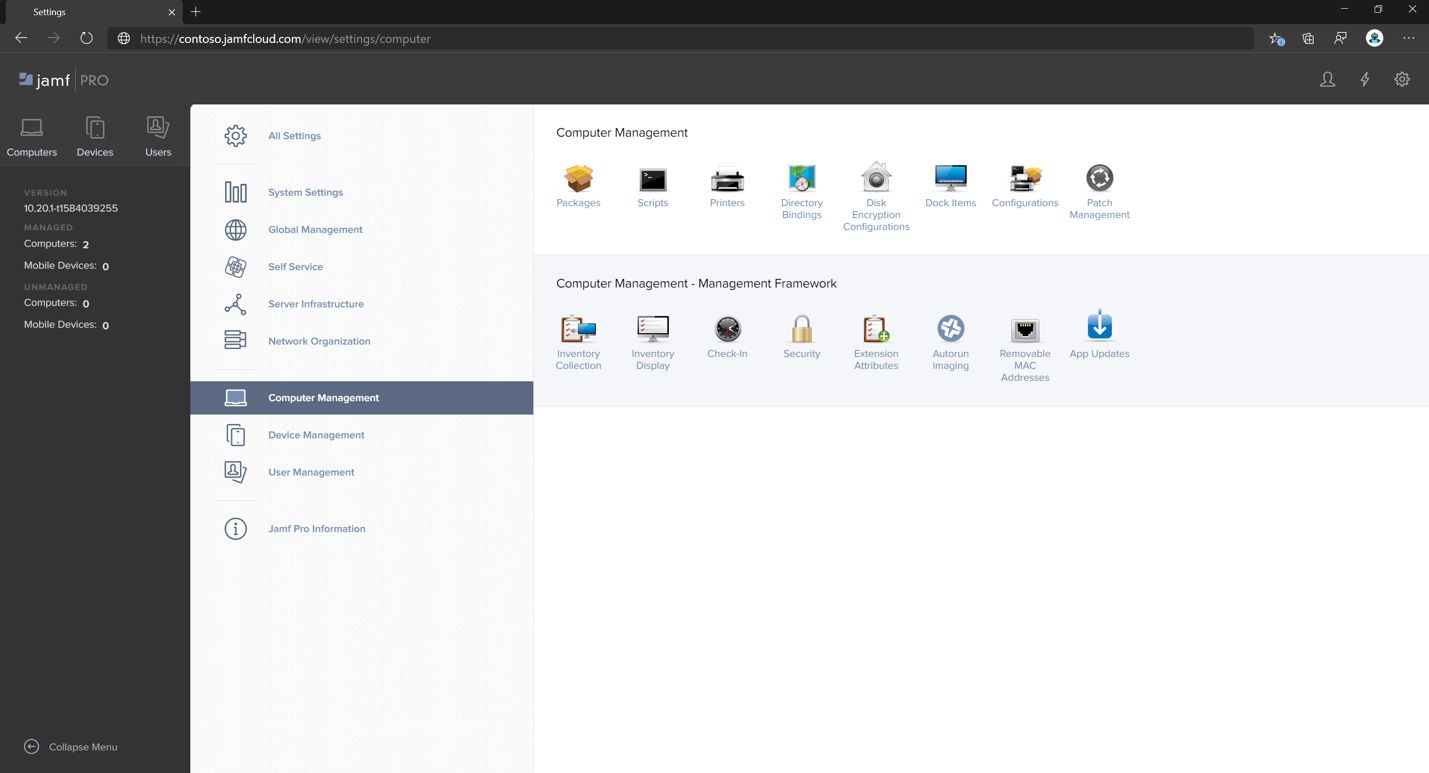 Settings
https://contoso.jamfcloud.com/view/settings/computer
jamf PRO
Computers
Devices
Users
VERSION
10.20.1-t1584039255
MANAGED
Computers: 2
Mobile Devices: 0
UNMANAGED
Computers: 0
Mobile Devices: 0
Collapse Menu
All Settings
System Settings
Global Management
Self Service
Server Infrastructure
Network Organization
Computer Management
Device Management
User Management
Jamf Pro Information
Computer Management
Packages
Scripts
Printers
Directory
Bindings
Disk
Encryption
Configurations
Dock Items
Configurations
Patch
Management
Computer Management - Management Framework
Inventory
Collection
Inventory
Display
Check-In
Security
Extension
Attributes
Autorun
Imaging
Removable
MAC
Addresses
App Updates